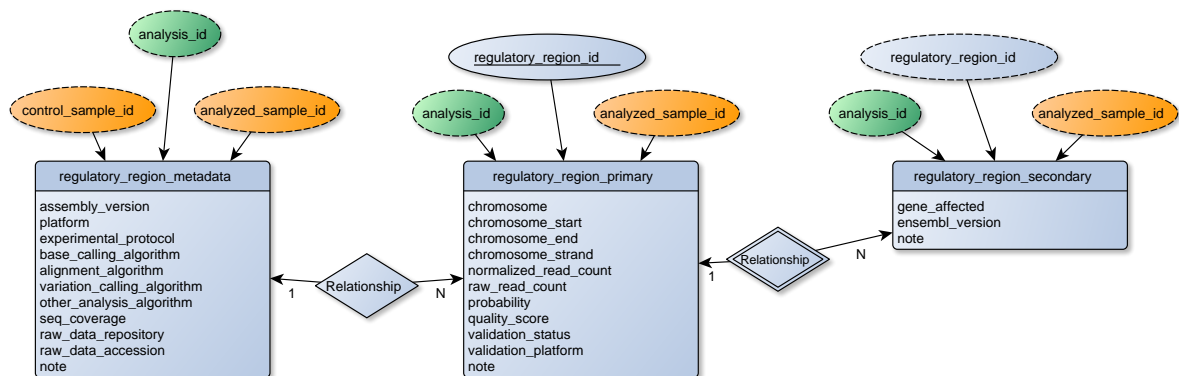 analysis_id
control_sample_id
analyzed_sample_id
regulatory_region_metadata
assembly_version
platform
experimental_protocol
base_calling_algorithm
alignment_algorithm
variation_calling_algorithm
other_analysis_algorithm
seq_coverage
raw_data_repository
raw_data_accession
note
1
Relationship
N
regulatory_region_id
analysis_id
analyzed_sample_id
regulatory_region_primary
chromosome
chromosome_start
chromosome_end
chromosome_strand
normalized_read_count
raw_read_count
probability
quality_score
validation_status
validation_platform
note
1
Relationship
N
regulatory_region_id
analysis_id
analyzed_sample_id
regulatory_region_secondary
gene_affected
ensembl_version
note